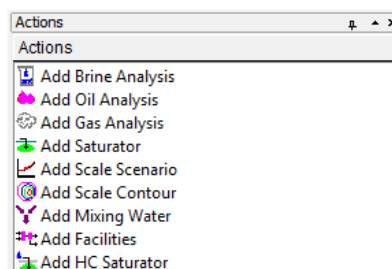 Actions
Actions
Add Brine Analysis
Add Oil Analysis
Add Gas Analysis
Add Saturator
Add Scale Scenario
Add Scale Contour
Add Mixing Water
Add Facilities
Add HC Saturator